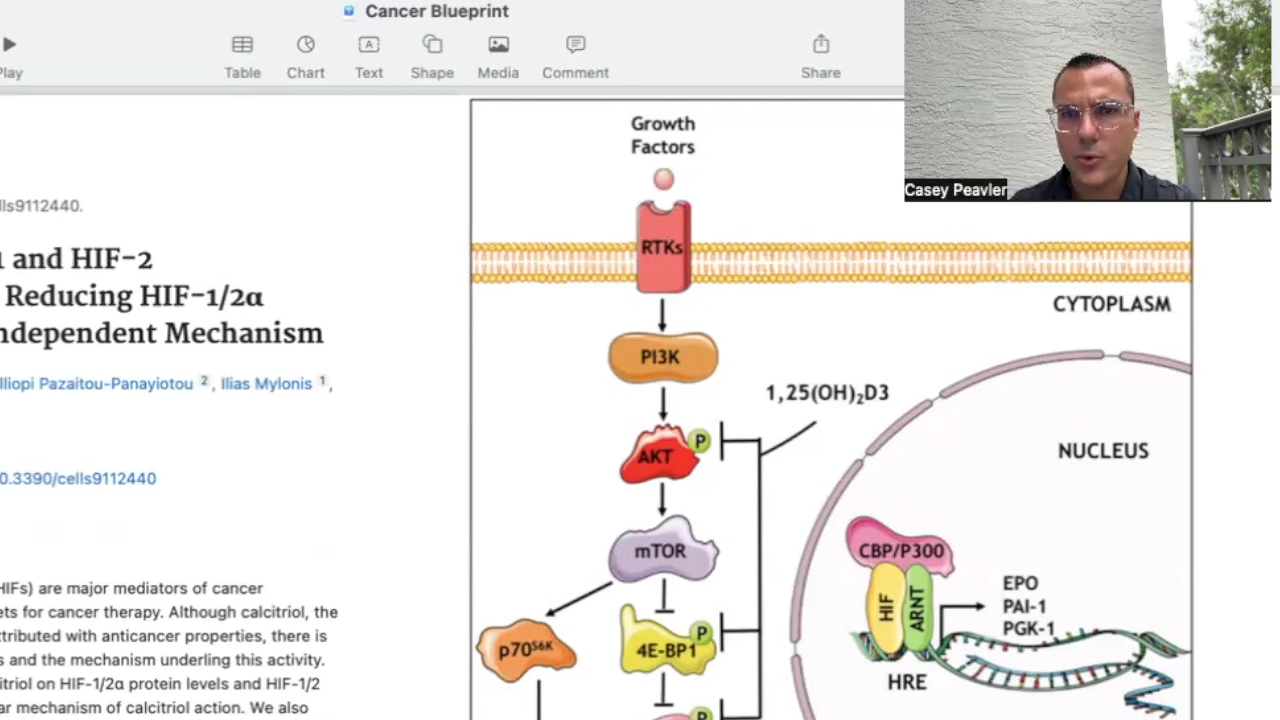 Cancer Blueprint
Play
Table
Chart
Text
Shape
Media
Comment
Share
Casey Peavler
lls9112440.
1 and HIF-2
Reducing HIF-1/2α
ndependent Mechanism
lliopi Pazaitou-Panayiotou 2, Ilias Mylonis 1,
0.3390/cells9112440
HIFs) are major mediators of cancer
ets for cancer therapy. Although calcitriol, the
ttributed with anticancer properties, there is
s and the mechanism underling this activity.
itriol on HIF-1/2α protein levels and HIF-1/2
ar mechanism of calcitriol action. We also
Growth
Factors
RTKs
CYTOPLASM
PI3K
1,25(OH)₂D3
P
AKT
NUCLEUS
mTOR
CBP/P300
HIF
ARNT
EPO
PAI-1
PGK-1
P
p70S6K
4E-BP1
HRE
P